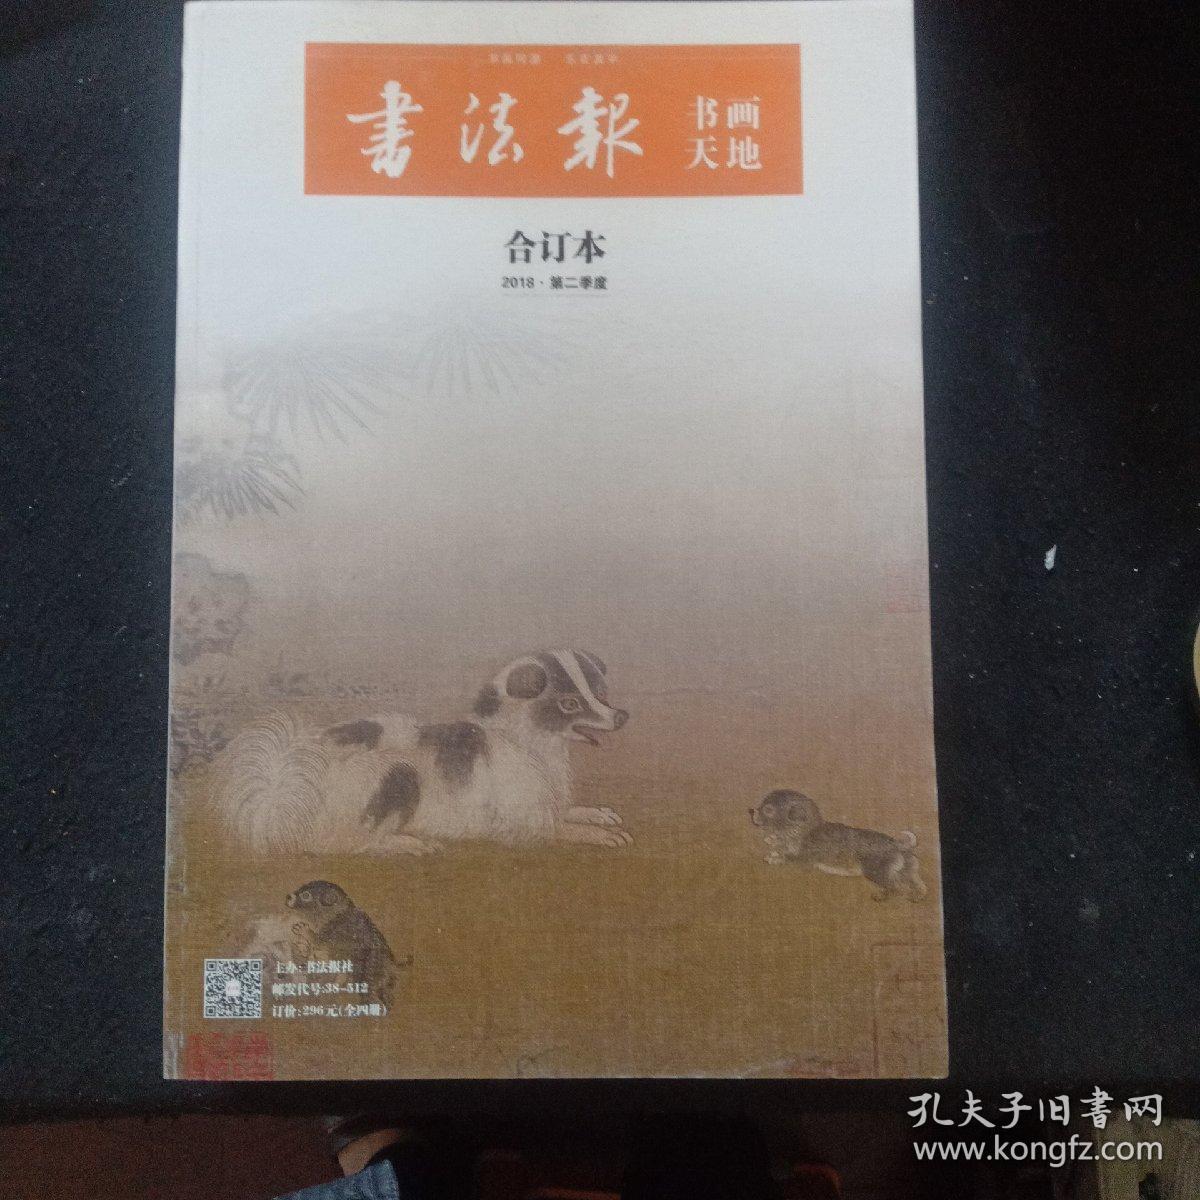 書法報
书画
天地
合订本
2018·第二季度
主办:书法报社
邮发代号:38-512
订价:296元(全四册)
孔夫子旧書网
www.kongfz.com